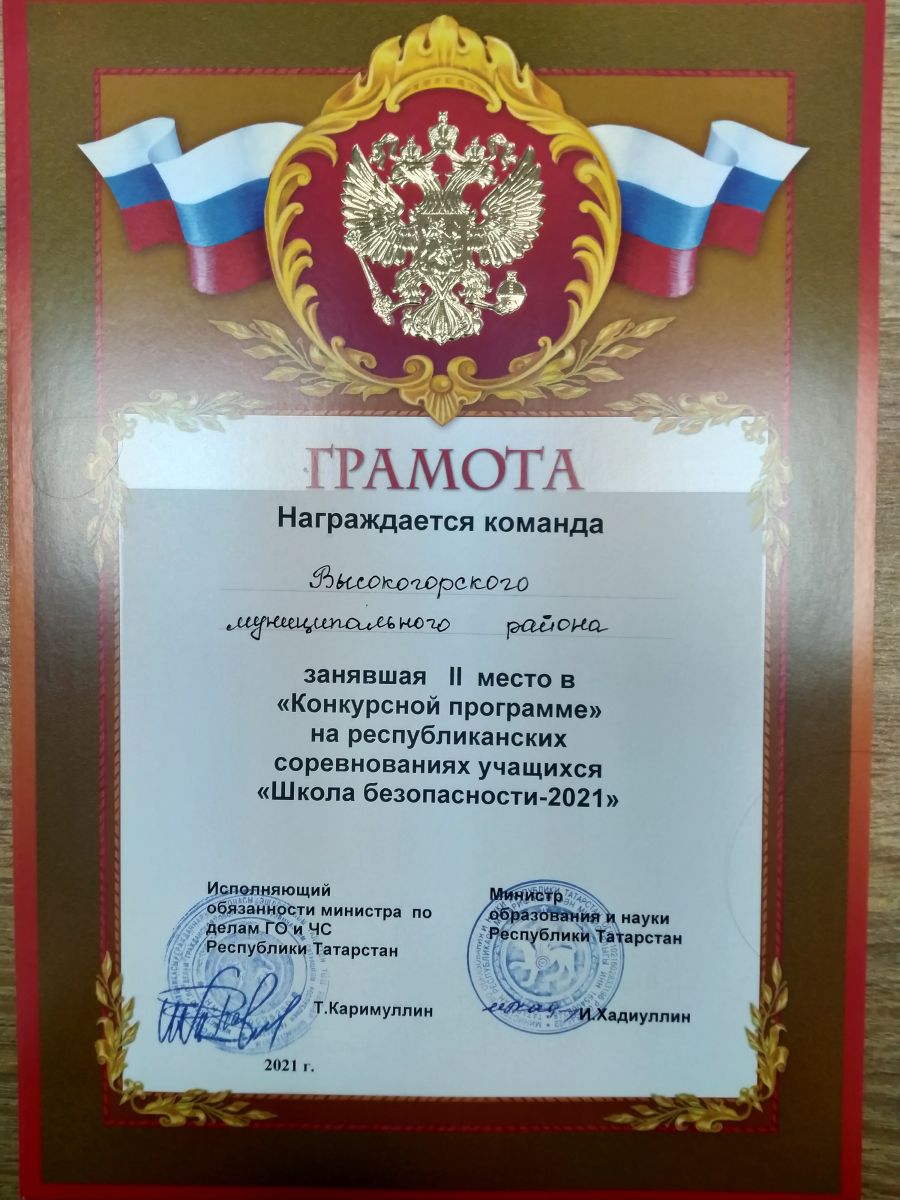 ГРАМОТА
Награждается команда
Высокогорского
муниципального района
занявшая II место в
«Конкурсной программе»
на республиканских
соревнованиях учащихся
«Школа безопасности-2021»
Исполняющий
обязанности министра по
делам ГО и ЧС
Республики Татарстан
Т.Каримуллин
2021 г.
Министр
образования и науки
Республики Татарстан
И.Хадиуллин